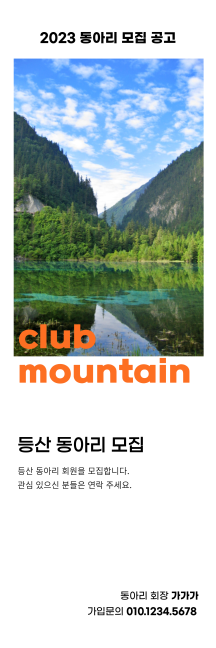 2023 동아리 모집 공고
club
mountain
등산 동아리 모집
등산 동아리 회원을 모집합니다.
관심 있으신 분들은 연락 주세요.
동아리 회장 가가가
가입문의 010.1234.5678